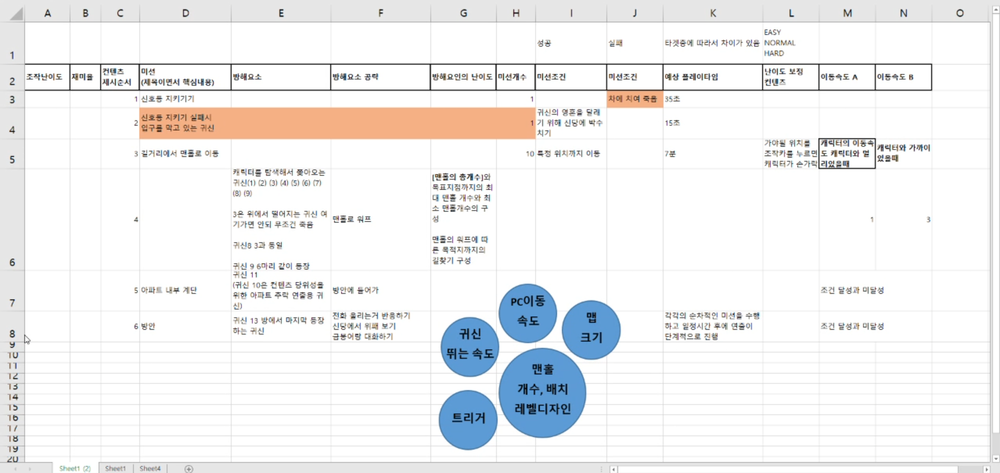 A B C D E F G H I J K L M N O
1
성공
실패
타겟중에 따라서 차이가 있음
EASY
NORMAL
HARD
2
조작난이도
재미율
컨텐츠
제시순서
미션
(제목이면서 핵심내용)
방해요소
방해요소 공략
방해요인의 난이도
미션개수
미션조건
미션조건
예상 플레이타임
난이도 보정
컨텐츠
이동속도 A
이동속도 B
3
1
신호등 지키기기
1
차에 치여 죽음
35초
4
2
신호등 지키기 실패시
입구를 막고 있는 귀신
1
귀신의 영혼을 달래
기 위해 신당에 박수
치기
15초
5
3
길거리에서 맨홀로 이동
10
특정 위치까지 이동
7분
가야될 위치를
조작카를 누르면
캐릭터가 손가락
캐릭터의 이동속
도 캐릭터와 멀
리있을때
캐릭터와 가까이
있을때
6
4
캐릭터를 탐색해서 쫓아오는
귀신(1) (2) (3) (4) (5) (6) (7)
(8) (9)
3은 위에서 떨어지는 귀신 여
기가면 안되 무조건 죽음
귀신8 3과 동일
귀신 9 6마리 같이 등장
맨홀로 워프
[맨홀의 총개수]와
목표지점까지의 최
대 맨홀 개수와 최
소 맨홀개수의 구
성
맨홀의 워프에 따
른 목적지까지의
길찾기 구성
1
3
7
5
아파트 내부 계단
귀신 11
(귀신 10은 컨텐츠 당위성을
위한 아파트 추락 연출용 귀
신)
방안에 들어가
조건 달성과 미달성
8
6
방안
귀신 13 방에서 마지막 등장
하는 귀신
전화 울리는거 반응하기
신당에서 위패 보기
금붕어랑 대화하기
각각의 순차적인 미션을 수행
하고 일정시간 후에 연출이
단계적으로 진행
조건 달성과 미달성
PC이동
속도
맵
크기
귀신
뛰는 속도
맨홀
개수, 배치
레벨디자인
트리거
9
10
11
12
13
14
15
16
17
18
19
20
Sheet1 (2) Sheet1 Sheet4